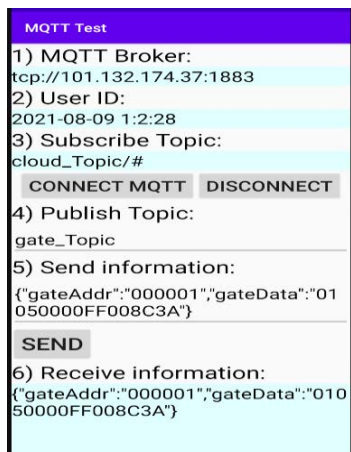 MQTT Test
1) MQTT Broker:
tcp://101.132.174.37:1883
2) User ID:
2021-08-09 1:2:28
3) Subscribe Topic:
cloud_Topic/#
CONNECT MQTT DISCONNECT
4) Publish Topic:
gate_Topic
5) Send information:
{"gateAddr":"000001","gateData":"01
050000FF008C3A"}
SEND
6) Receive information:
{"gateAddr":"000001","gateData":"010
50000FF008C3A"}